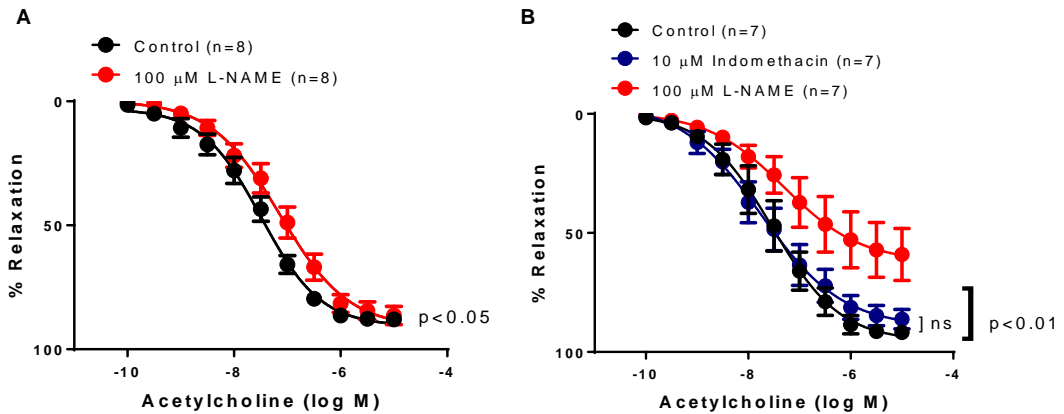 A
Control (n=8)
100 μM L-NAME (n=8)
0
50
100
% Relaxation
p<0.05
-10
-8
-6
-4
Acetylcholine (log M)
B
Control (n=7)
10 μM Indomethacin (n=7)
100 μM L-NAME (n=7)
0
50
100
% Relaxation
]ns
p<0.01
-10
-8
-6
-4
Acetylcholine (log M)